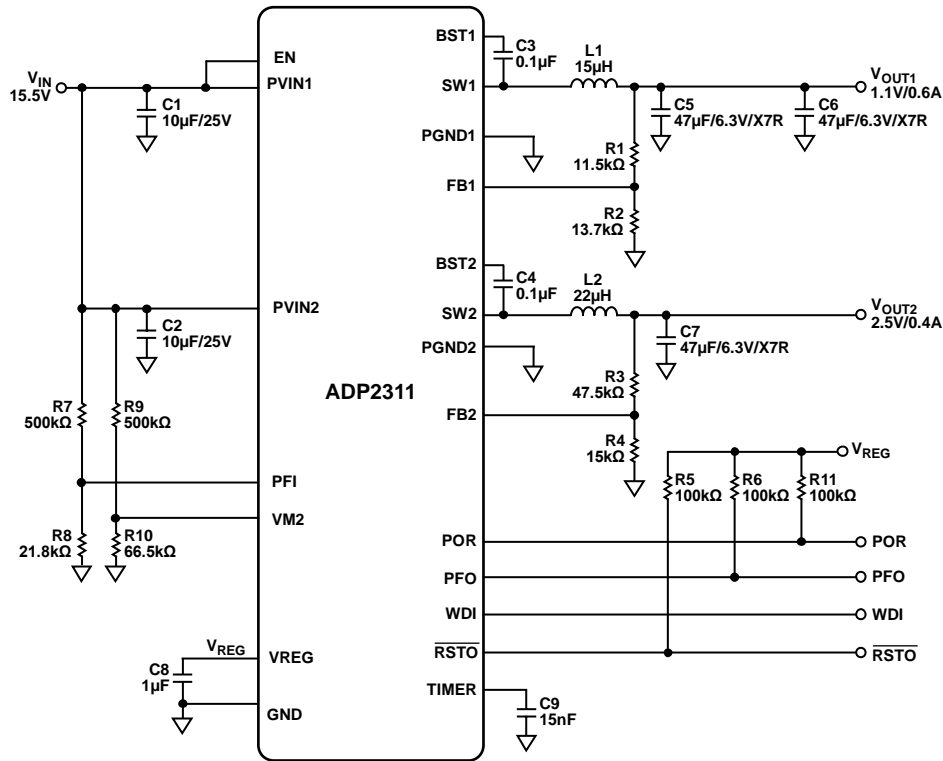 BST1
C3
0.1µF
L1
15µH
EN
VIN
15.5V
PVIN1
SW1
VOUT1
1.1V/0.6A
C1
10µF/25V
C5
47µF/6.3V/X7R
C6
47µF/6.3V/X7R
PGND1
R1
11.5kΩ
FB1
R2
13.7kΩ
BST2
C4
0.1µF
L2
22µH
PVIN2
SW2
VOUT2
2.5V/0.4A
C2
10µF/25V
C7
47µF/6.3V/X7R
PGND2
ADP2311
R3
47.5kΩ
R7
500kΩ
R9
500kΩ
FB2
R4
15kΩ
VREG
R5
100kΩ
R6
100kΩ
R11
100kΩ
PFI
VM2
R8
21.8kΩ
R10
66.5kΩ
POR
POR
PFO
PFO
WDI
WDI
VREG
VREG
RSTO
RSTO
C8
1µF
GND
TIMER
C9
15nF